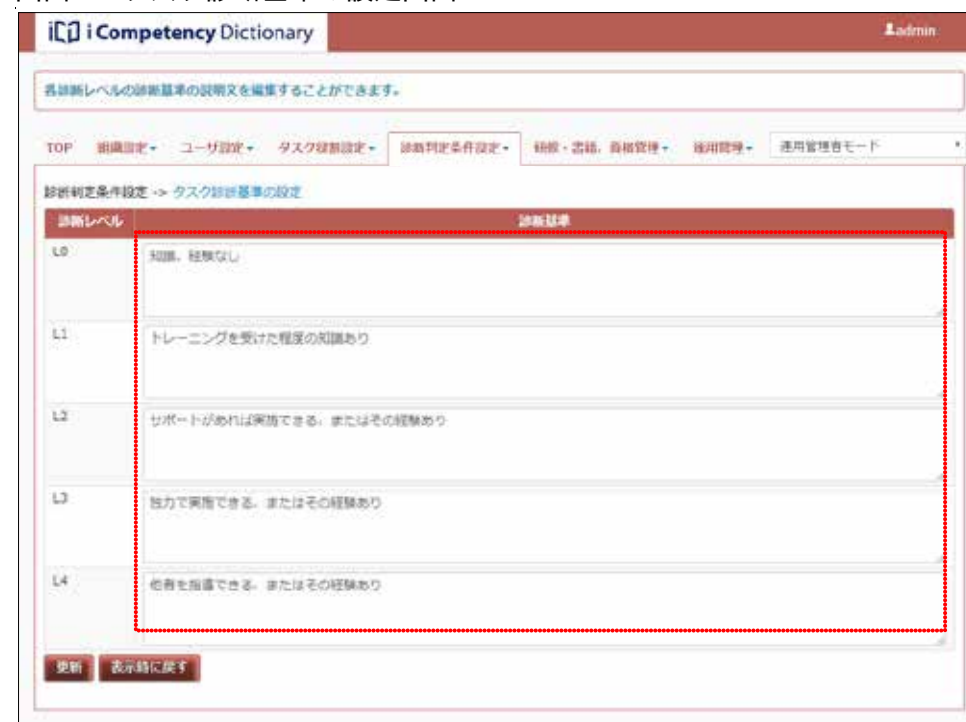 iCD i Competency Dictionary
admin
各診断レベルの診断基準の説明文を編集することができます。
TOP 組織設定 ユーザ設定 タスク診断設定 診断判定条件設定 研修・書籍、資格管理 運用管理 運用管理者モード
診断判定条件設定 -> タスク診断基準の設定
診断レベル 診断基準
L0 知識、経験なし
L1 トレーニングを受けた程度の知識あり
L2 サポートがあれば実施できる、またはその経験あり
L3 独力で実施できる、またはその経験あり
L4 他者を指導できる、またはその経験あり
更新 表示時に戻す